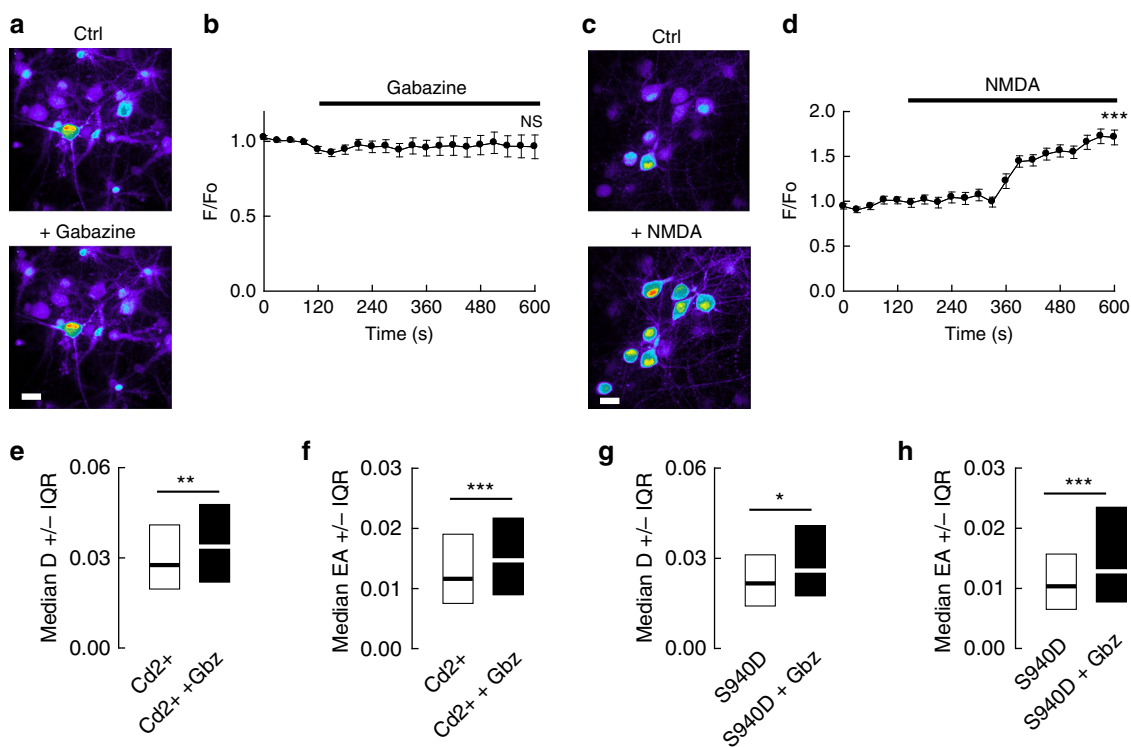 a
Ctrl
+ Gabazine
b
Gabazine
NS
1.0
0.5
0.0
F/Fo
0 120 240 360 480 600
Time (s)
c
Ctrl
+ NMDA
d
NMDA
***
2.0
1.5
1.0
0.5
0.0
F/Fo
0 120 240 360 480 600
Time (s)
e
Median D +/− IQR
0.06
0.03
0.00
**
Cd2+
Cd2+ +Gbz
f
Median EA +/− IQR
0.03
0.02
0.01
0.00
***
Cd2+
Cd2+ + Gbz
g
Median D +/− IQR
0.06
0.03
0.00
*
S940D
S940D + Gbz
h
Median EA +/− IQR
0.03
0.02
0.01
0.00
***
S940D
S940D + Gbz